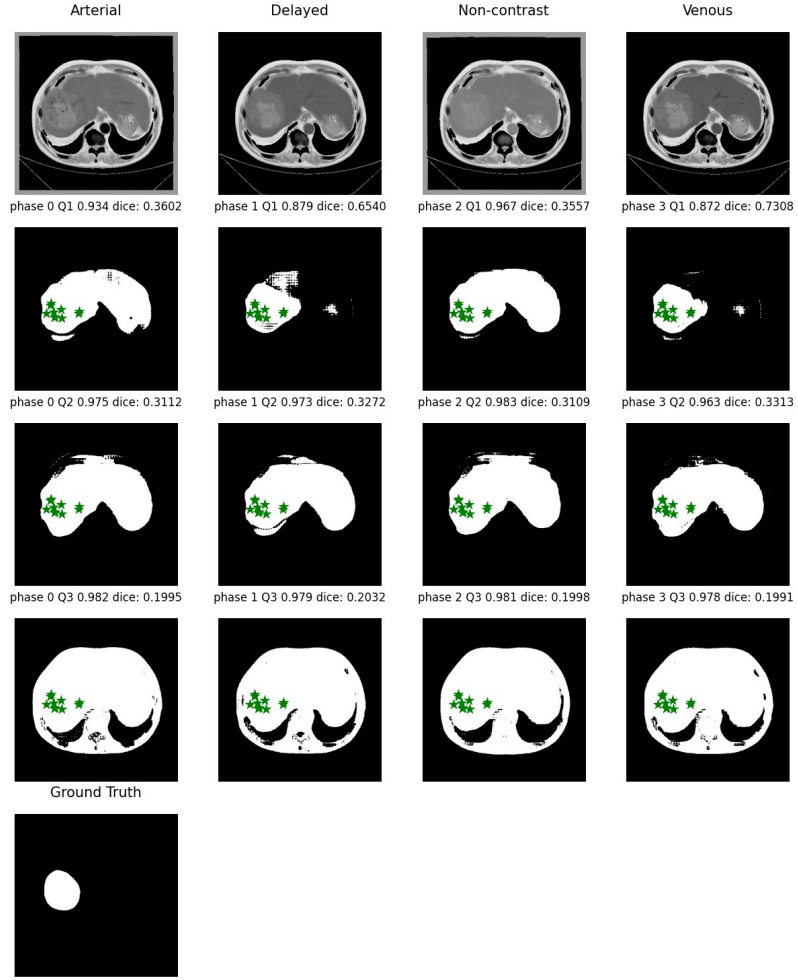 Arterial Delayed Non-contrast Venous
phase 0 Q1 0.934 dice: 0.3602 phase 1 Q1 0.879 dice: 0.6540 phase 2 Q1 0.967 dice: 0.3557 phase 3 Q1 0.872 dice: 0.7308
phase 0 Q2 0.975 dice: 0.3112 phase 1 Q2 0.973 dice: 0.3272 phase 2 Q2 0.983 dice: 0.3109 phase 3 Q2 0.963 dice: 0.3313
phase 0 Q3 0.982 dice: 0.1995 phase 1 Q3 0.979 dice: 0.2032 phase 2 Q3 0.981 dice: 0.1998 phase 3 Q3 0.978 dice: 0.1991
Ground Truth